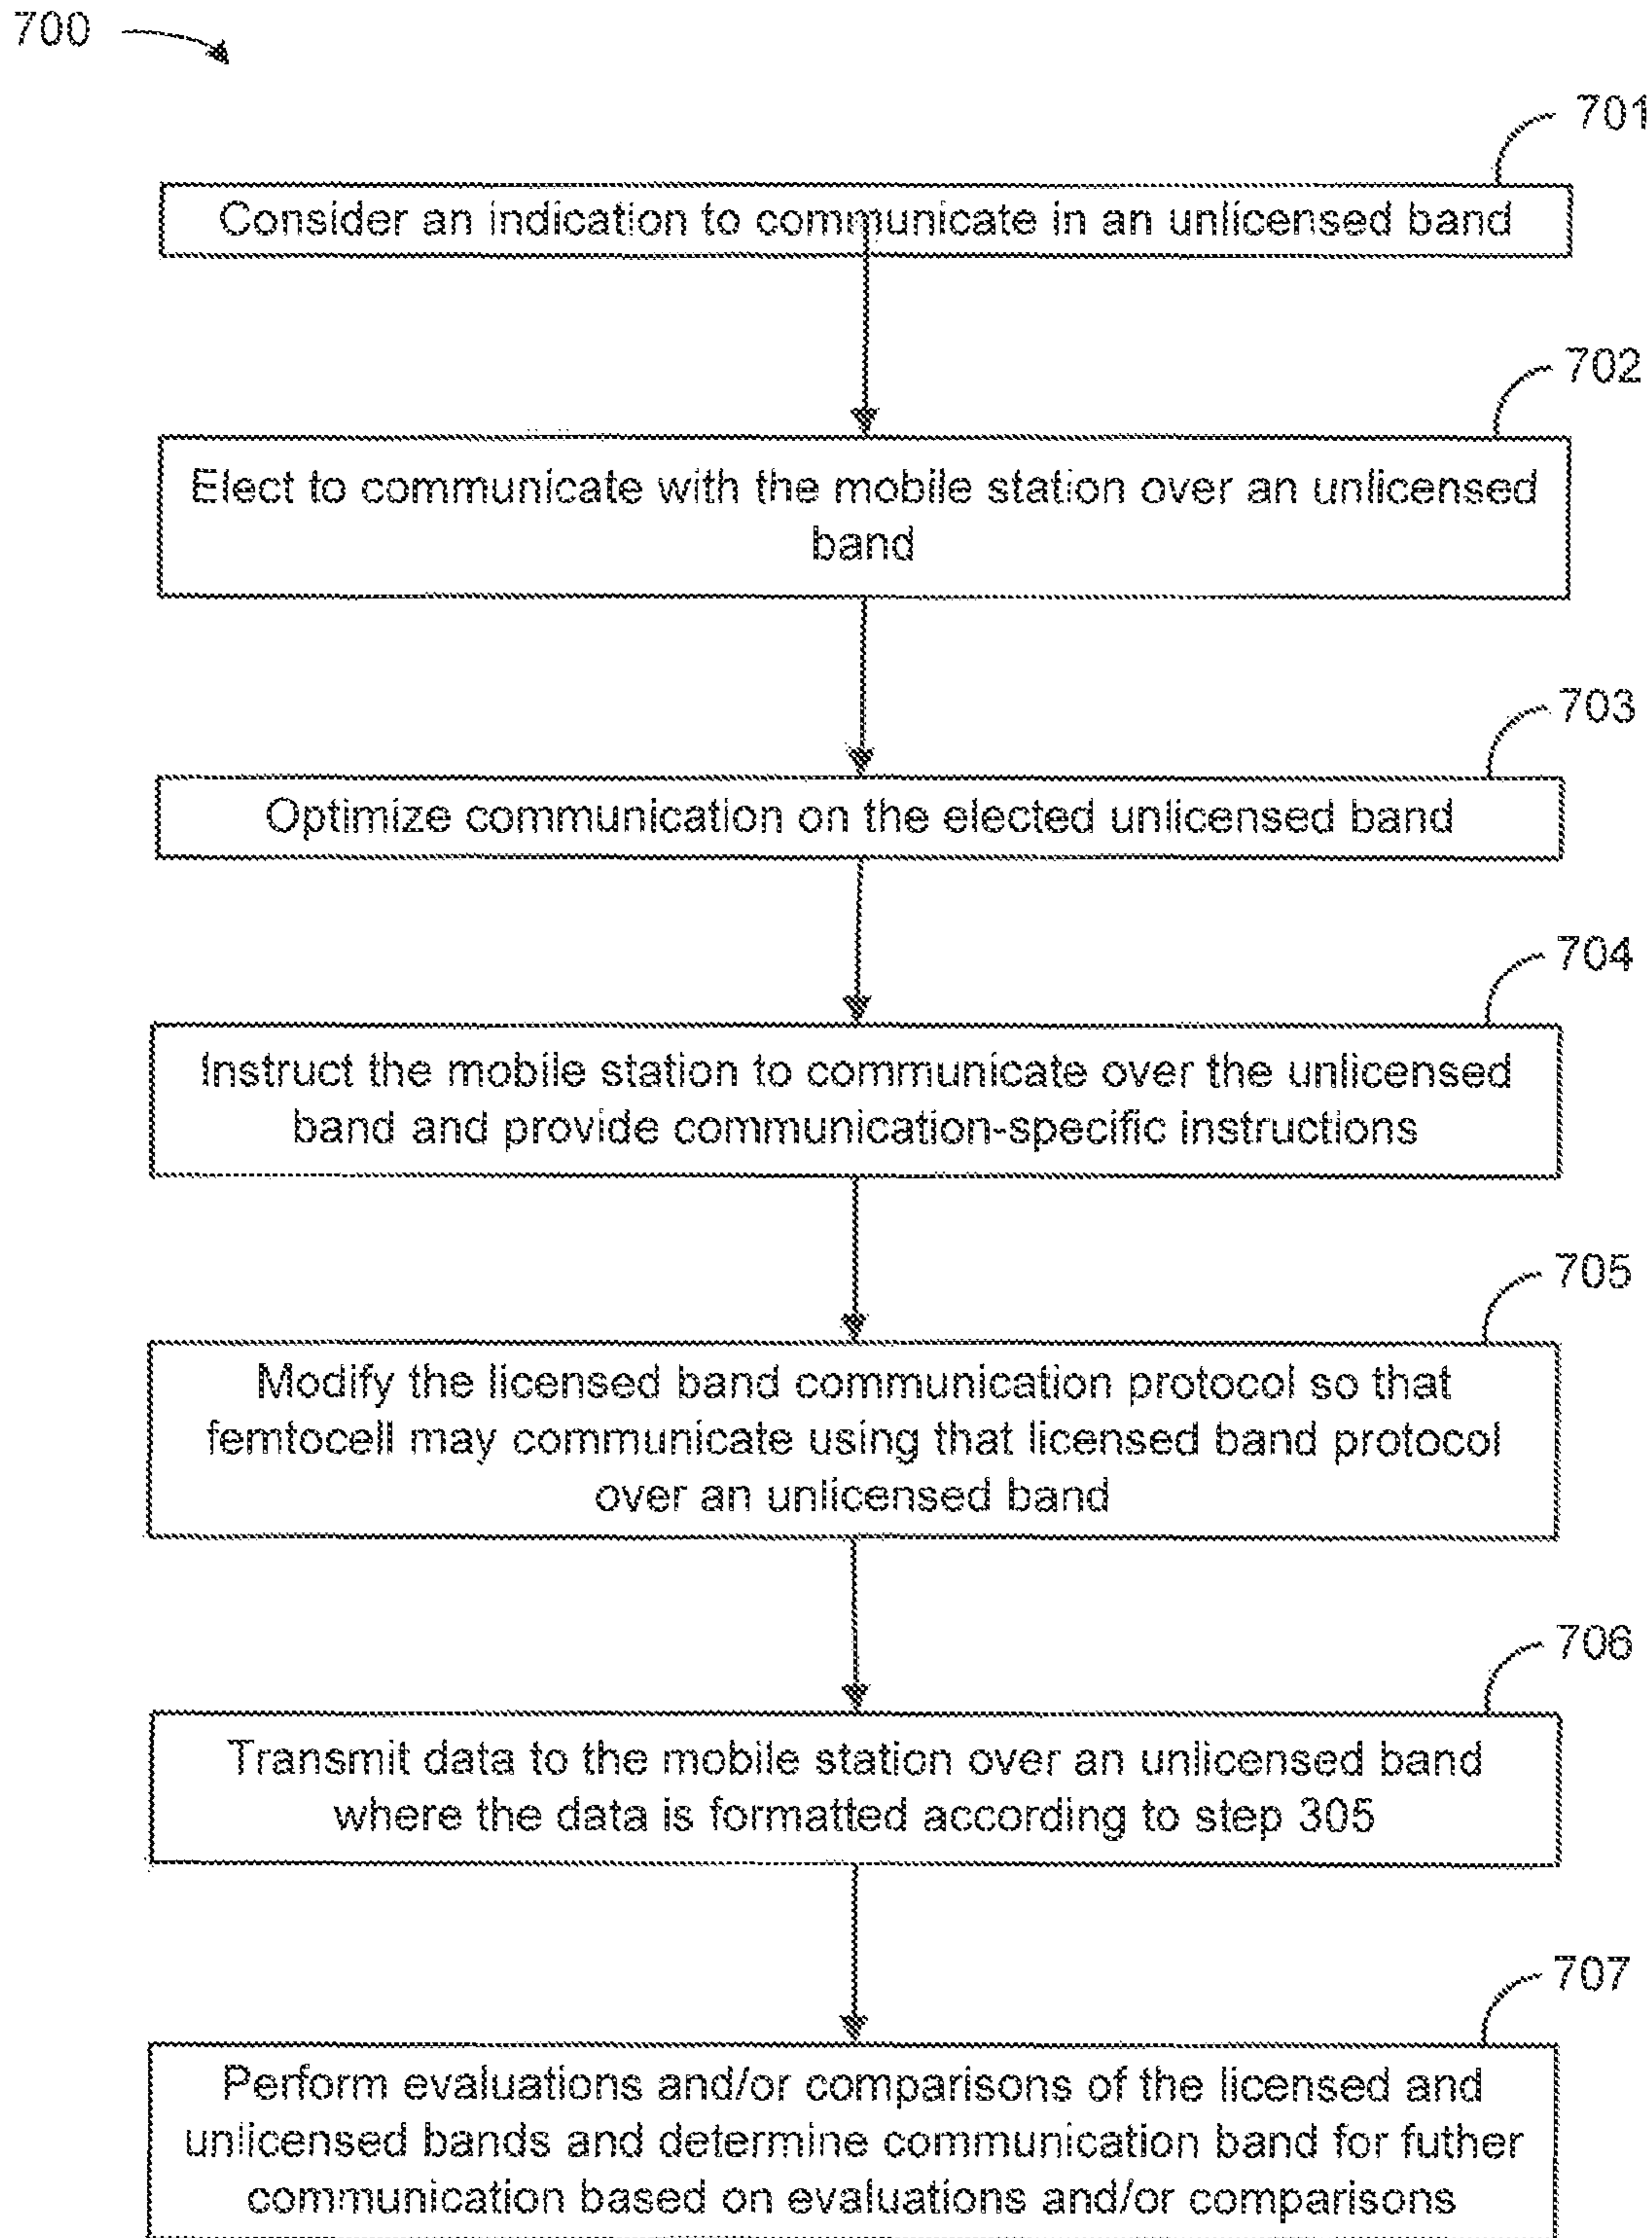 700
701
Consider an indication to communicate in an unlicensed band
702
Elect to communicate with the mobile station over an unlicensed
band
703
Optimize communication on the elected unlicensed band
704
Instruct the mobile station to communicate over the unlicensed
band and provide communication-specific instructions
705
Modify the licensed band communication protocol so that
femtocell may communicate using that licensed band protocol
over an unlicensed band
706
Transmit data to the mobile station over an unlicensed band
where the data is formatted according to step 305
707
Perform evaluations and/or comparisons of the licensed and
unlicensed bands and determine communication band for futher
communication based on evaluations and/or comparisons